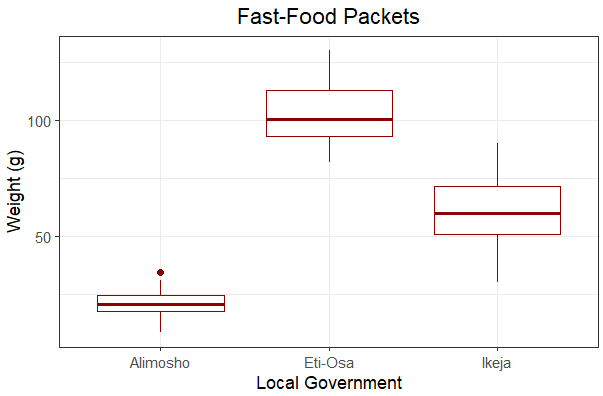 Fast-Food Packets
Weight (g)
100
50
Alimosho Eti-Osa Ikeja
Local Government